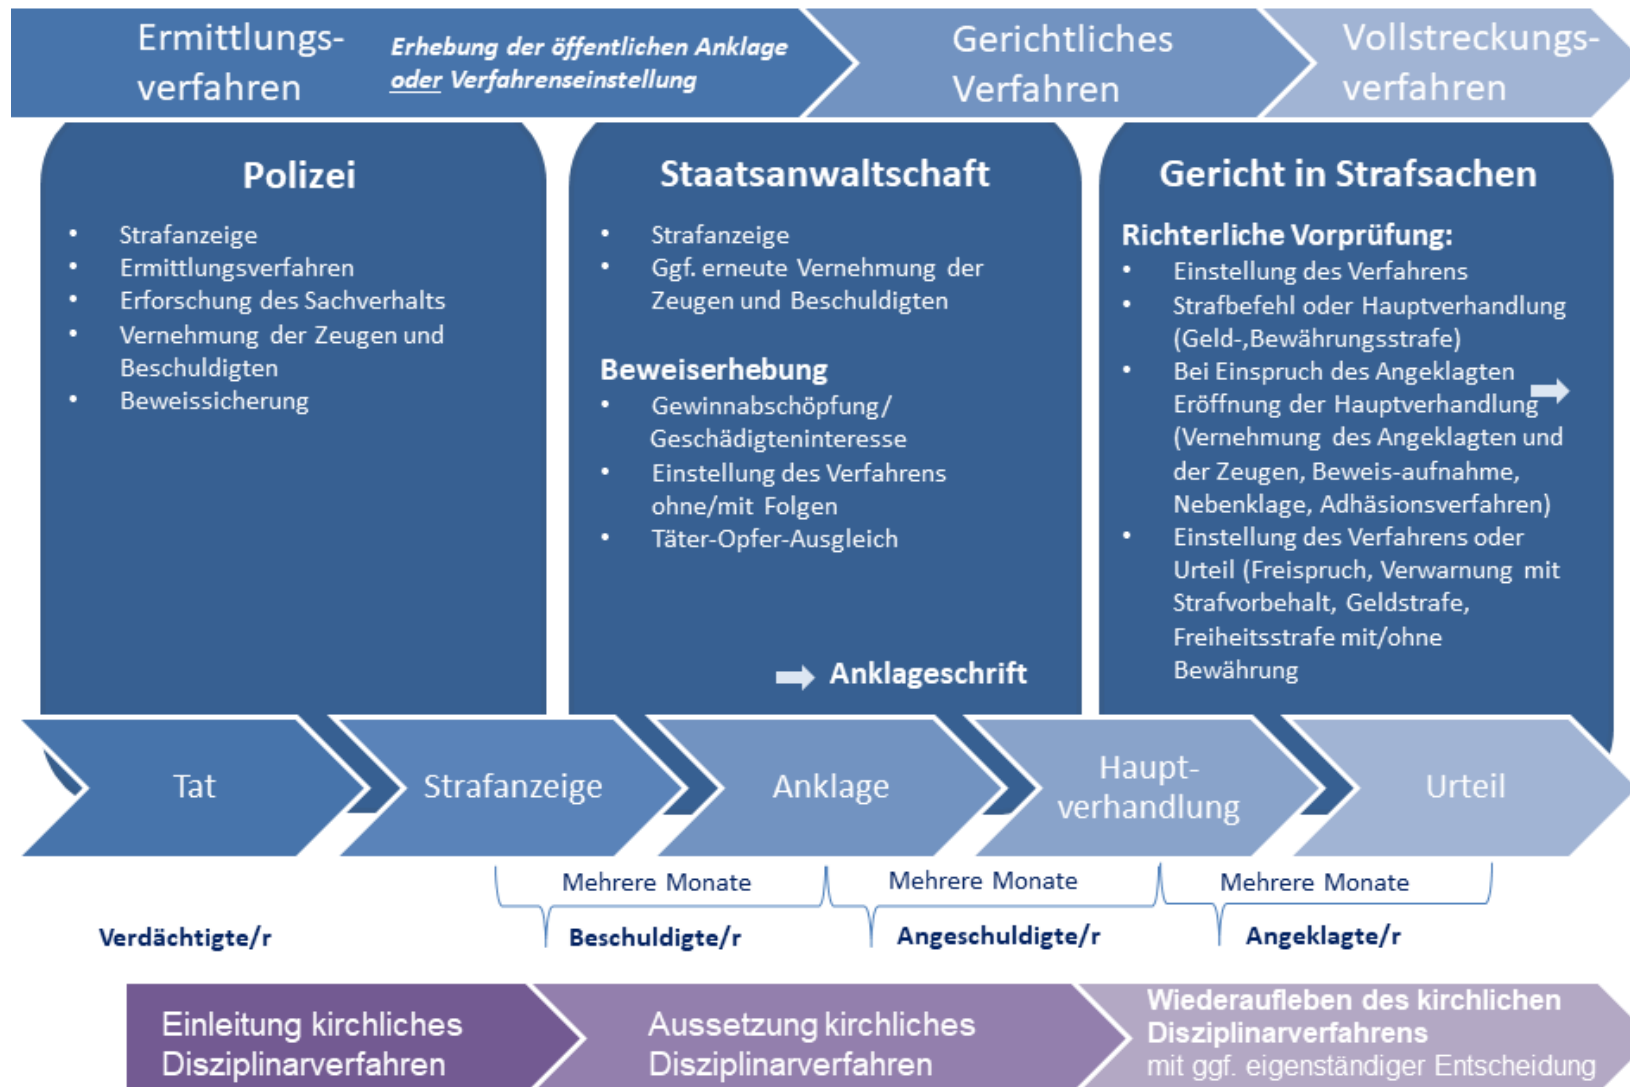 Ermittlungs-
verfahren
Erhebung der öffentlichen Anklage
oder Verfahrenseinstellung
Gerichtliches
Verfahren
Vollstreckungs-
verfahren
Polizei
• Strafanzeige
• Ermittlungsverfahren
• Erforschung des Sachverhalts
• Vernehmung der Zeugen und
Beschuldigten
• Beweissicherung
Staatsanwaltschaft
• Strafanzeige
• Ggf. erneute Vernehmung der
Zeugen und Beschuldigten
Beweiserhebung
• Gewinnabschöpfung/
Geschädigteninteresse
• Einstellung des Verfahrens
ohne/mit Folgen
• Täter-Opfer-Ausgleich
Anklageschrift
Gericht in Strafsachen
Richterliche Vorprüfung:
• Einstellung des Verfahrens
• Strafbefehl oder Hauptverhandlung
(Geld-,Bewährungsstrafe)
• Bei Einspruch des Angeklagten
Eröffnung der Hauptverhandlung
(Vernehmung des Angeklagten und
der Zeugen, Beweis-aufnahme,
Nebenklage, Adhäsionsverfahren)
• Einstellung des Verfahrens oder
Urteil (Freispruch, Verwarnung mit
Strafvorbehalt, Geldstrafe,
Freiheitsstrafe mit/ohne
Bewährung
Tat
Strafanzeige
Anklage
Haupt-
verhandlung
Urteil
Mehrere Monate
Mehrere Monate
Mehrere Monate
Verdächtigte/r
Beschuldigte/r
Angeschuldigte/r
Angeklagte/r
Einleitung kirchliches
Disziplinarverfahren
Aussetzung kirchliches
Disziplinarverfahren
Wiederaufleben des kirchlichen
Disziplinarverfahrens
mit ggf. eigenständiger Entscheidung